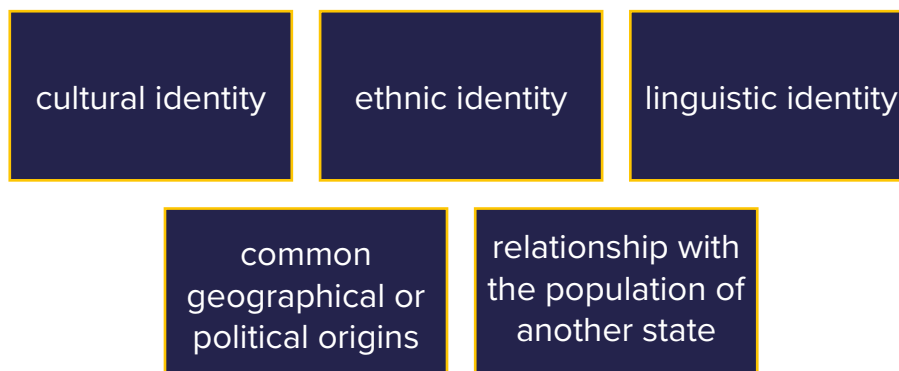 cultural identity
ethnic identity
linguistic identity
common
geographical or
political origins
relationship with
the population of
another state